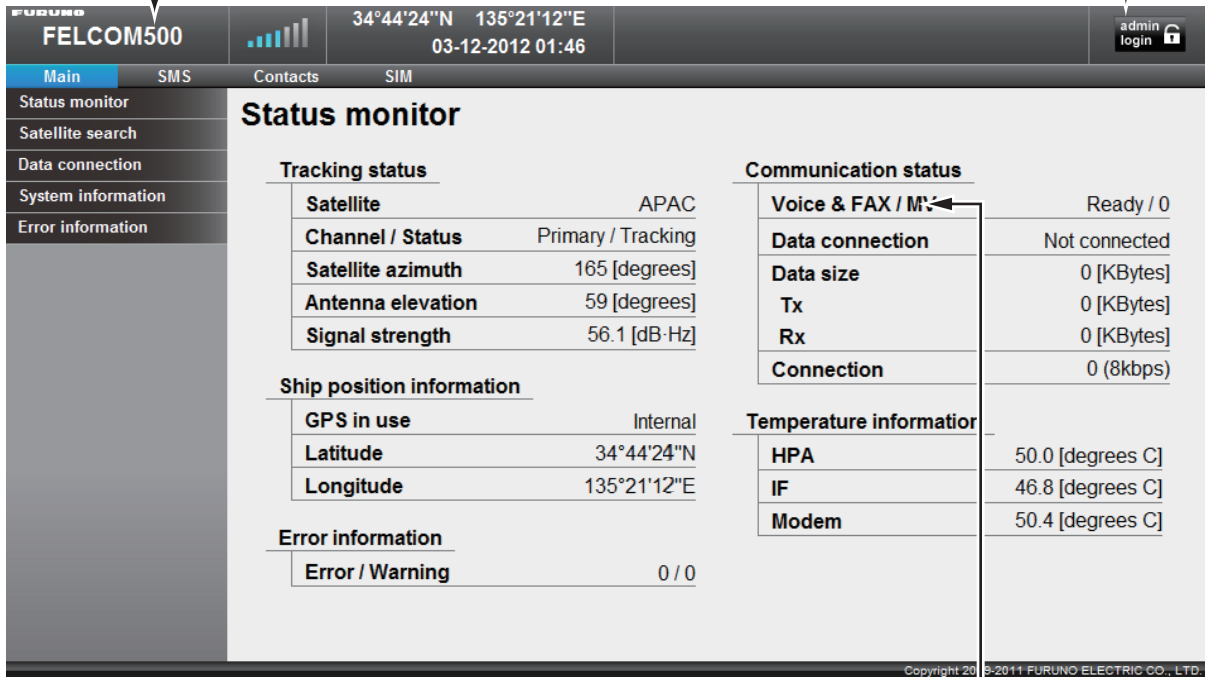 FURUNO
FELCOM500
34°44'24"N 135°21'12"E
03-12-2012 01:46
admin
login
Main SMS Contacts SIM
Status monitor
Satellite search
Data connection
System information
Error information
Status monitor
Tracking status
Satellite APAC
Channel / Status Primary / Tracking
Satellite azimuth 165 [degrees]
Antenna elevation 59 [degrees]
Signal strength 56.1 [dB·Hz]
Ship position information
GPS in use Internal
Latitude 34°44'24"N
Longitude 135°21'12"E
Error information
Error / Warning 0 / 0
Communication status
Voice & FAX / MV Ready / 0
Data connection Not connected
Data size 0 [KBytes]
Tx 0 [KBytes]
Rx 0 [KBytes]
Connection 0 (8kbps)
Temperature information
HPA 50.0 [degrees C]
IF 46.8 [degrees C]
Modem 50.4 [degrees C]
Copyright 2009-2011 FURUNO ELECTRIC CO., LTD.